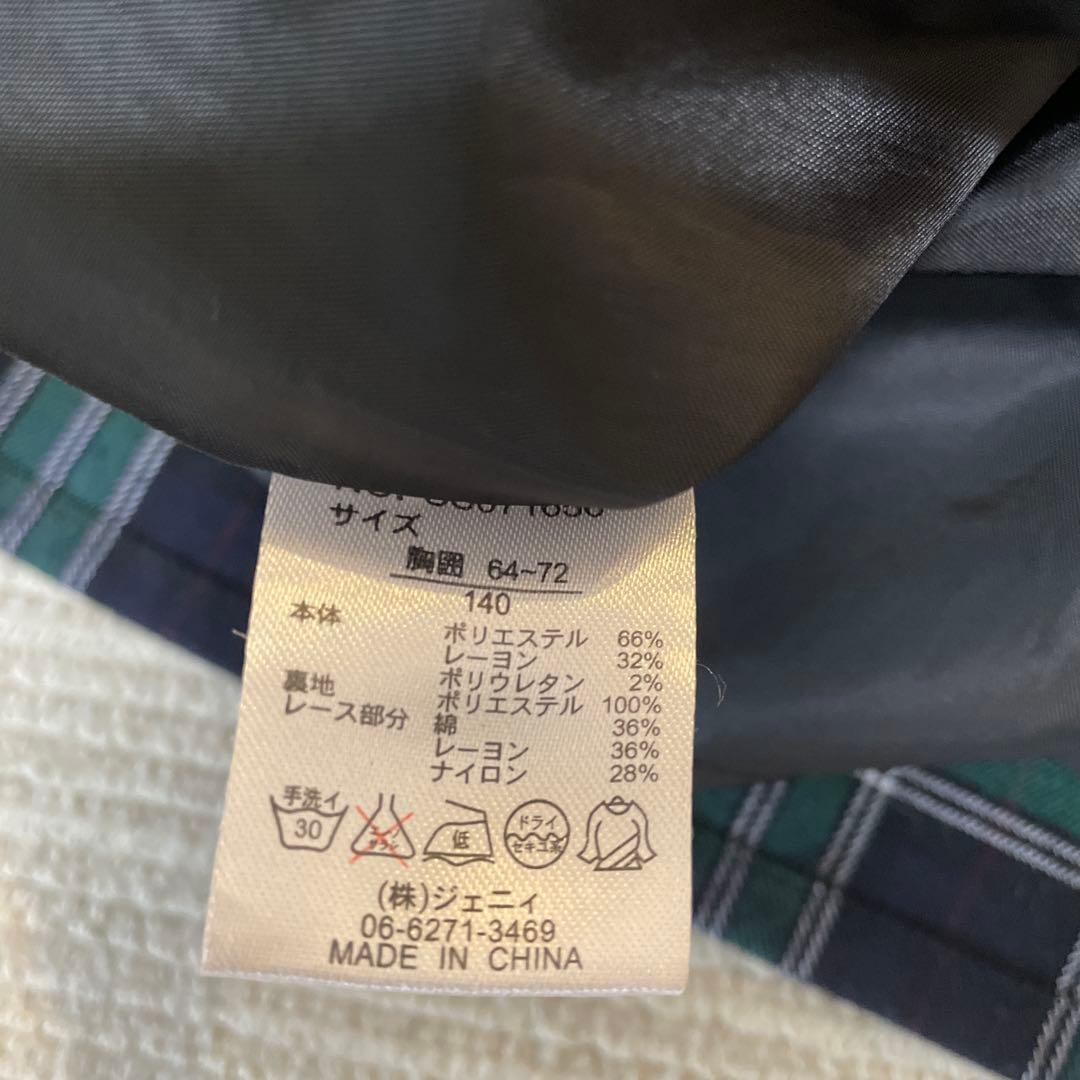 サイズ
胸囲 64~72
140
本体 ポリエステル 66%
レーヨン 32%
ポリウレタン 2%
裏地 ポリエステル 100%
レース部分 綿 36%
レーヨン 36%
ナイロン 28%
手洗イ 30
低
ドライ
セキユ系
(株)ジェニィ
06-6271-3469
MADE IN CHINA